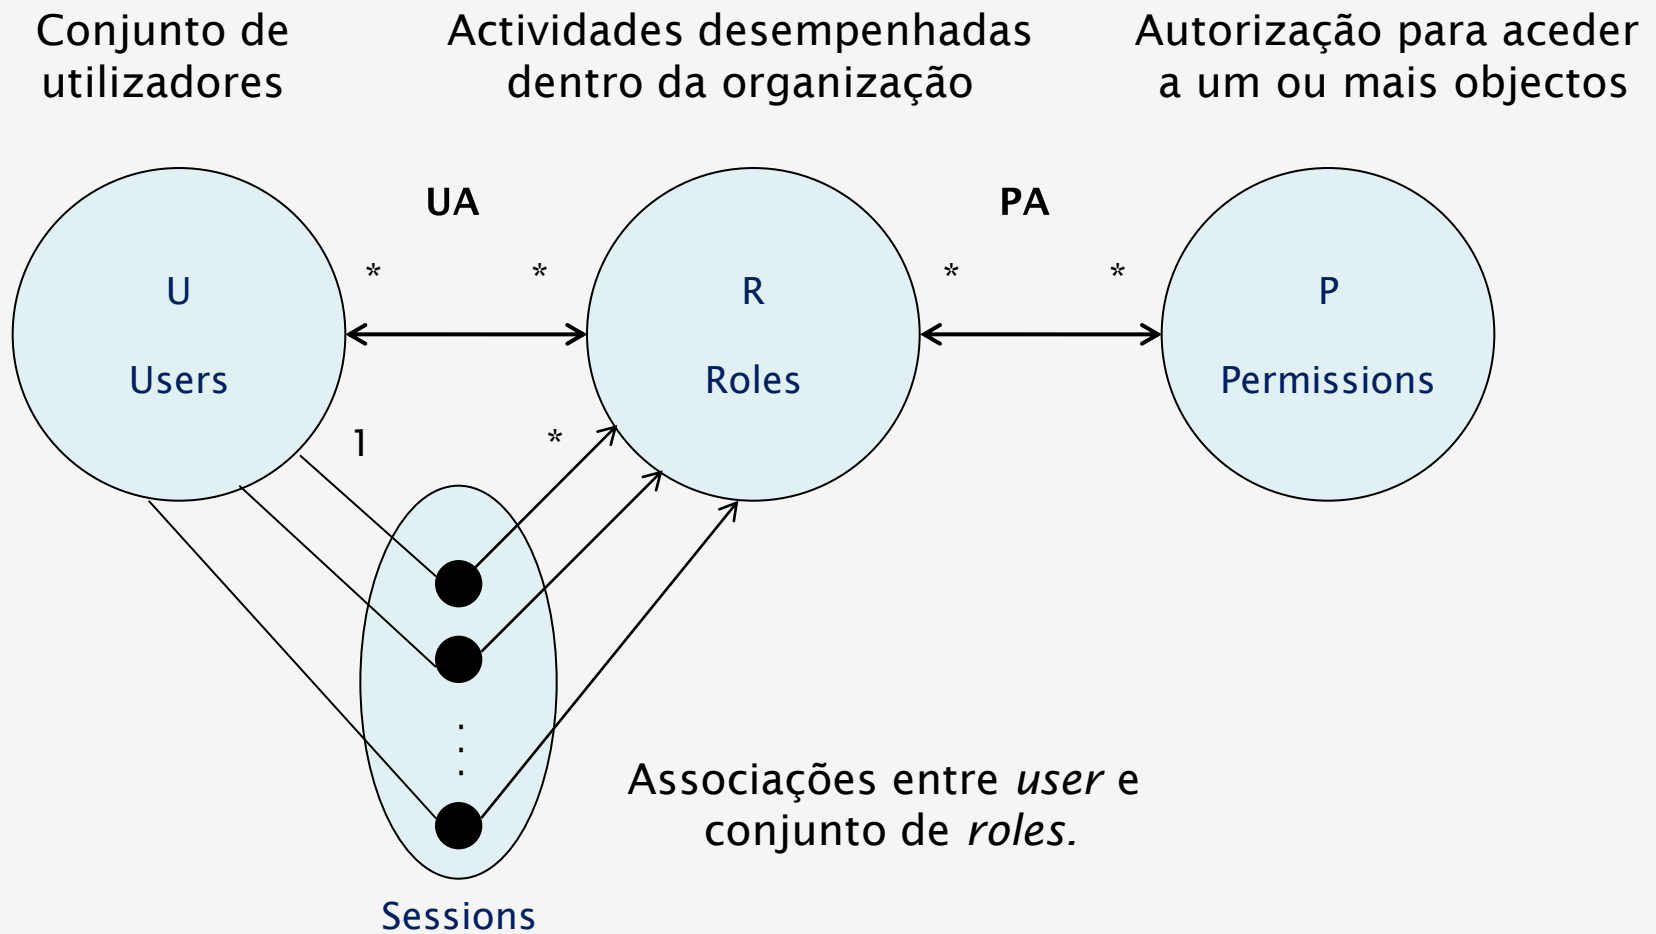 Conjunto de
utilizadores
Actividades desempenhadas
dentro da organização
Autorização para aceder
a um ou mais objectos
UA
PA
* *
* *
U
Users
R
Roles
P
Permissions
1 *
.
.
.
Associações entre user e
conjunto de roles.
Sessions